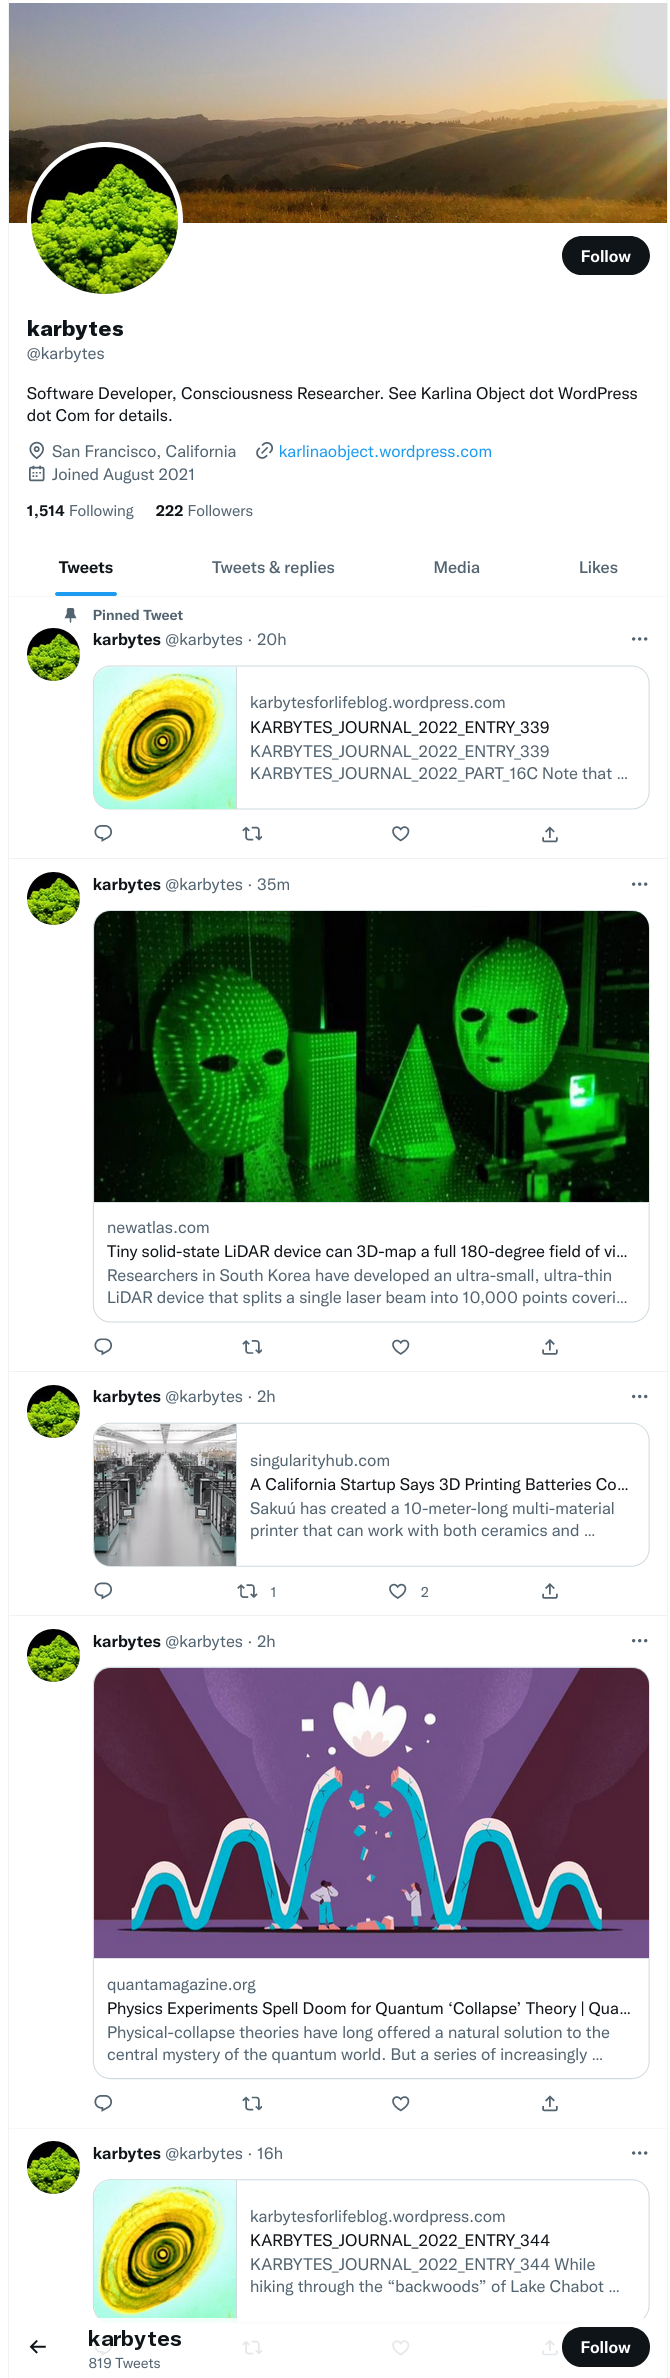 Follow
karbytes
@karbytes
Software Developer, Consciousness Researcher. See Karlina Object dot WordPress
dot Com for details.
San Francisco, California karlinaobject.wordpress.com
Joined August 2021
1,514 Following 222 Followers
Tweets Tweets & replies Media Likes
Pinned Tweet
karbytes @karbytes · 20h
karbytesforlifeblog.wordpress.com
KARBYTES_JOURNAL_2022_ENTRY_339
KARBYTES_JOURNAL_2022_ENTRY_339
KARBYTES_JOURNAL_2022_PART_16C Note that ...
karbytes @karbytes · 35m
newatlas.com
Tiny solid-state LiDAR device can 3D-map a full 180-degree field of vi...
Researchers in South Korea have developed an ultra-small, ultra-thin
LiDAR device that splits a single laser beam into 10,000 points coveri...
karbytes @karbytes · 2h
singularityhub.com
A California Startup Says 3D Printing Batteries Co...
Sakuú has created a 10-meter-long multi-material
printer that can work with both ceramics and ...
1 2
karbytes @karbytes · 2h
quantamagazine.org
Physics Experiments Spell Doom for Quantum ‘Collapse’ Theory | Qua...
Physical-collapse theories have long offered a natural solution to the
central mystery of the quantum world. But a series of increasingly ...
karbytes @karbytes · 16h
karbytesforlifeblog.wordpress.com
KARBYTES_JOURNAL_2022_ENTRY_344
KARBYTES_JOURNAL_2022_ENTRY_344 While
hiking through the “backwoods” of Lake Chabot ...
karbytes
819 Tweets
Follow